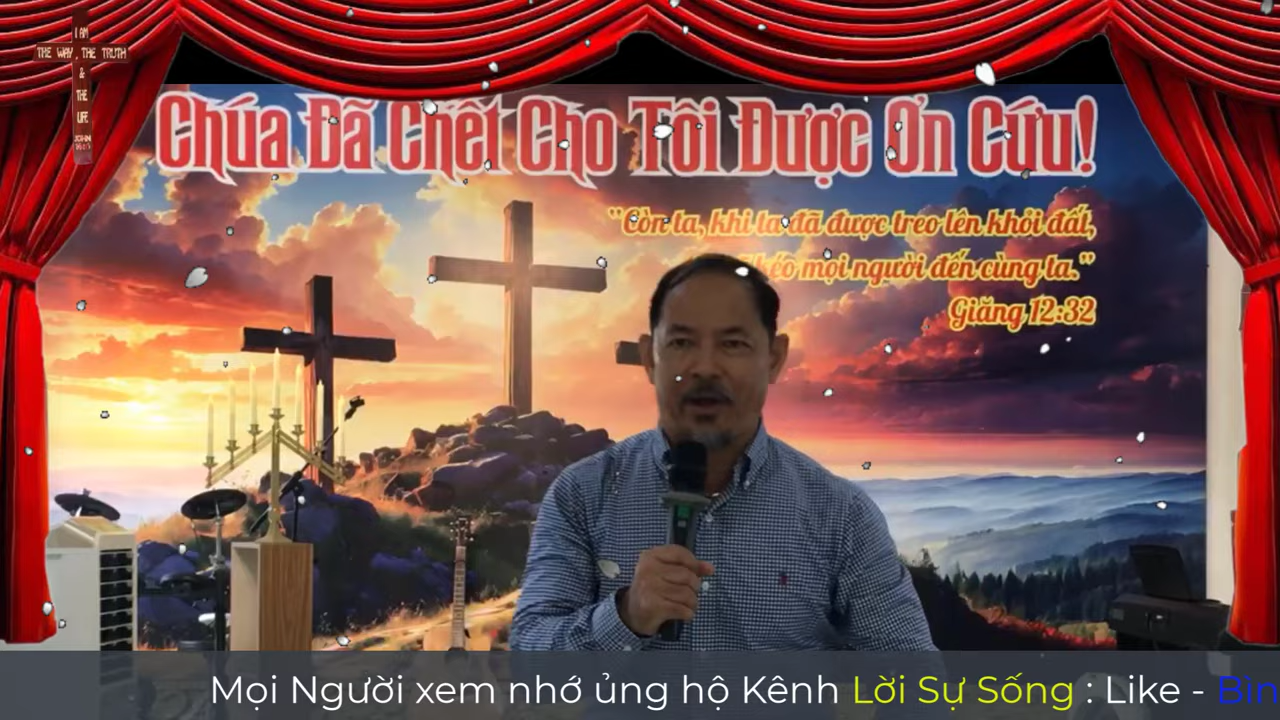 I AM
THE WAY, THE TRUTH
&
THE
LIFE
JOHN
Chúa Đã Chết Cho Tôi Được Ơn Cứu!
"Còn ta, khi ta đã được treo lên khỏi đất,
kéo mọi người đến cùng ta."
Giăng 12:32
Mọi Người xem nhớ ủng hộ Kênh Lời Sự Sống : Like - Bìn